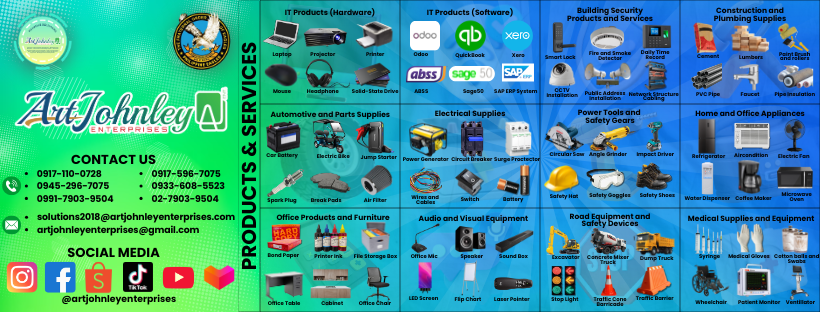 ArtJohnley
ENTERPRISES
CONTACT US
0917-110-0728
0945-296-7075
0991-7903-9504
0917-596-7075
0933-608-5523
02-7903-9504
solutions2018@artjohnleyenterprises.com
artjohnleyenterprises@gmail.com
SOCIAL MEDIA
TikTok
@artjohnleyenterprises
PRODUCTS & SERVICES
IT Products (Hardware)
Laptop
Projector
Printer
Mouse
Headphone
Solid-State Drive
IT Products (Software)
odoo
qb
xero
Odoo
QuickBook
Xero
abss
sage 50
SAP ERP
ABSS
Sage50
SAP ERP System
Building Security
Products and Services
Smart Lock
Fire and Smoke
Detector
Daily Time
Record
CCTV
Installation
Public Address
Installation
Network Structure
Cabling
Construction and
Plumbing Supplies
Cement
Lumbers
Paint Brush
and rollers
PVC Pipe
Faucet
Pipe Insulation
Automotive and Parts Supplies
Car Battery
Electric Bike
Jump Starter
Spark Plug
Break Pads
Air Filter
Electrical Supplies
Power Generator
Circuit Breaker
Surge Protector
Wires and
Cables
Switch
Battery
Power Tools and
Safety Gears
Circular Saw
Angle Grinder
Impact Driver
Safety Hat
Safety Goggles
Safety Shoes
Home and Office Appliances
Refrigerator
Aircondition
Electric Fan
Water Dispenser
Coffee Maker
Microwave
Oven
Office Products and Furniture
HARD
COPY
Bond Paper
Printer Ink
File Storage Box
Office Table
Cabinet
Office Chair
Audio and Visual Equipment
Office Mic
Speaker
Sound Box
LED Screen
Flip Chart
Laser Pointer
Road Equipment and
Safety Devices
Excavator
Concrete Mixer
Truck
Dump Truck
Stop Light
Traffic Cone
Barricade
Traffic Barrier
Medical Supplies and Equipment
Syringe
Medical Gloves
Cotton balls and
Swabs
Wheelchair
Patient Monitor
Ventilator